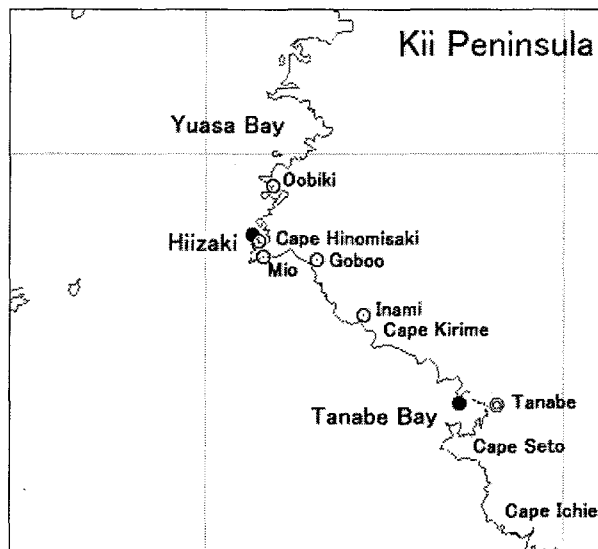 Kii Peninsula
Yuasa Bay
Oobiki
Hiizaki
Cape Hinomisaki
Mio
Goboo
Inami
Cape Kirime
Tanabe Bay
Tanabe
Cape Seto
Cape Ichie